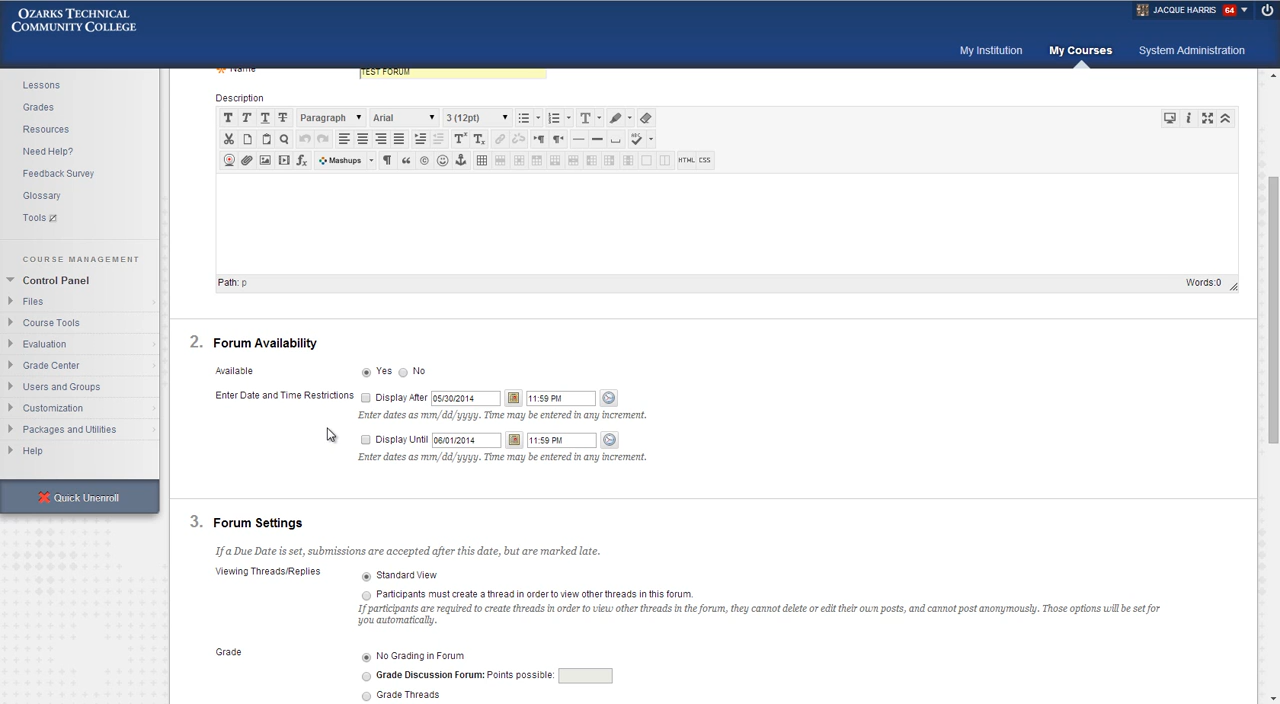 OZARKS TECHNICAL
COMMUNITY COLLEGE
JACQUE HARRIS 64
My Institution My Courses System Administration
Lessons
Grades
Resources
Need Help?
Feedback Survey
Glossary
Tools
COURSE MANAGEMENT
Control Panel
Files
Course Tools
Evaluation
Grade Center
Users and Groups
Customization
Packages and Utilities
Help
Quick Unenroll
Name TEST FORUM
Description
T T T T Paragraph Arial 3 (12pt) T
Mashups HTML CSS
Path: p Words:0
2. Forum Availability
Available Yes No
Enter Date and Time Restrictions Display After 05/30/2014 11:59 PM
Enter dates as mm/dd/yyyy. Time may be entered in any increment.
Display Until 06/01/2014 11:59 PM
Enter dates as mm/dd/yyyy. Time may be entered in any increment.
3. Forum Settings
If a Due Date is set, submissions are accepted after this date, but are marked late.
Viewing Threads/Replies Standard View
Participants must create a thread in order to view other threads in this forum.
If participants are required to create threads in order to view other threads in the forum, they cannot delete or edit their own posts, and cannot post anonymously. Those options will be set for
you automatically.
Grade No Grading in Forum
Grade Discussion Forum: Points possible:
Grade Threads